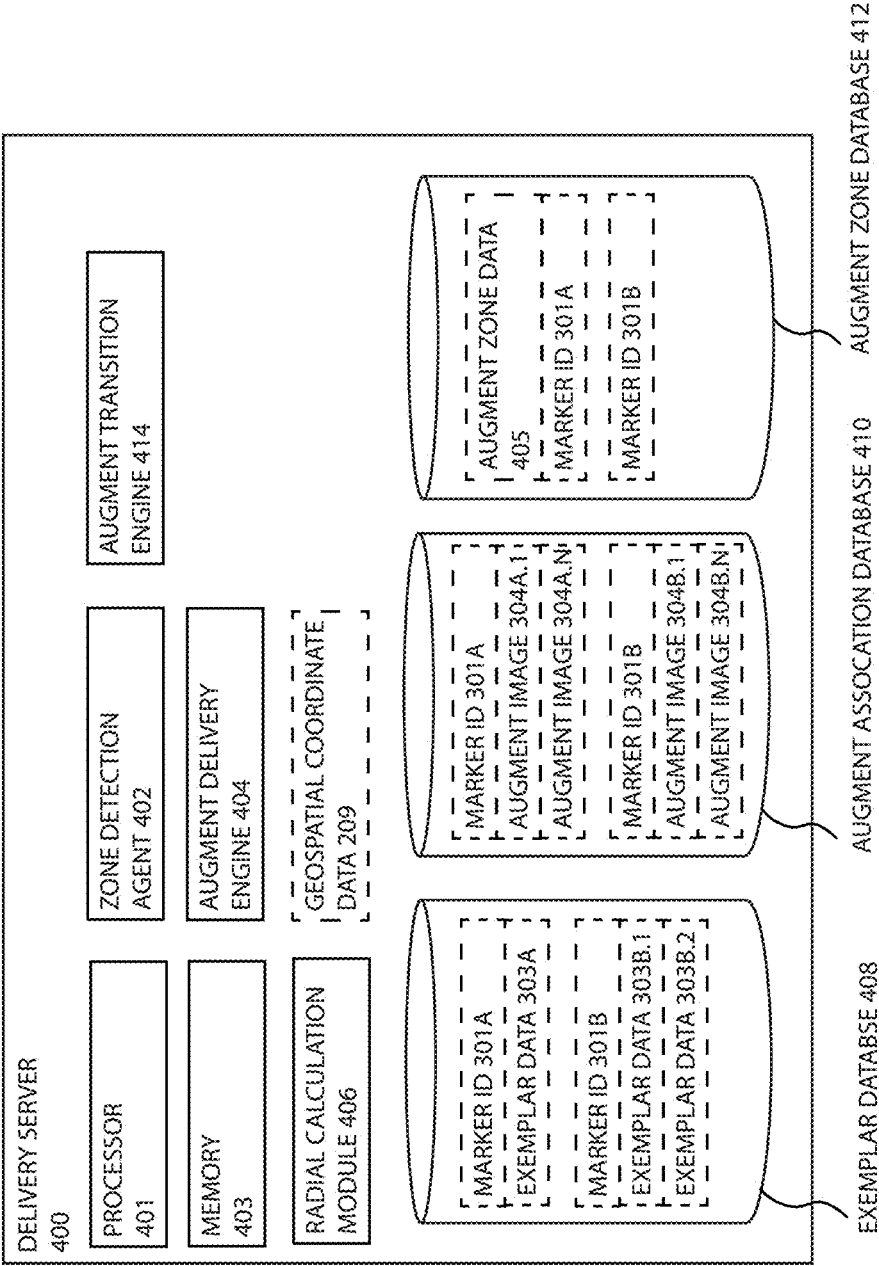 DELIVERY SERVER
400
PROCESSOR
401
ZONE DETECTION
AGENT 402
AUGMENT TRANSITION
ENGINE 414
MEMORY
403
AUGMENT DELIVERY
ENGINE 404
RADIAL CALCULATION
MODULE 406
GEOSPATIAL COORDINATE
DATA 209
MARKER ID 301A
EXEMPLAR DATA 303A
MARKER ID 301B
EXEMPLAR DATA 303B.1
EXEMPLAR DATA 303B.2
MARKER ID 301A
AUGMENT IMAGE 304A.1
AUGMENT IMAGE 304A.N
MARKER ID 301B
AUGMENT IMAGE 304B.1
AUGMENT IMAGE 304B.N
AUGMENT ZONE DATA
405
MARKER ID 301A
MARKER ID 301B
EXEMPLAR DATABSE 408
AUGMENT ASSOCATION DATABASE 410
AUGMENT ZONE DATABASE 412